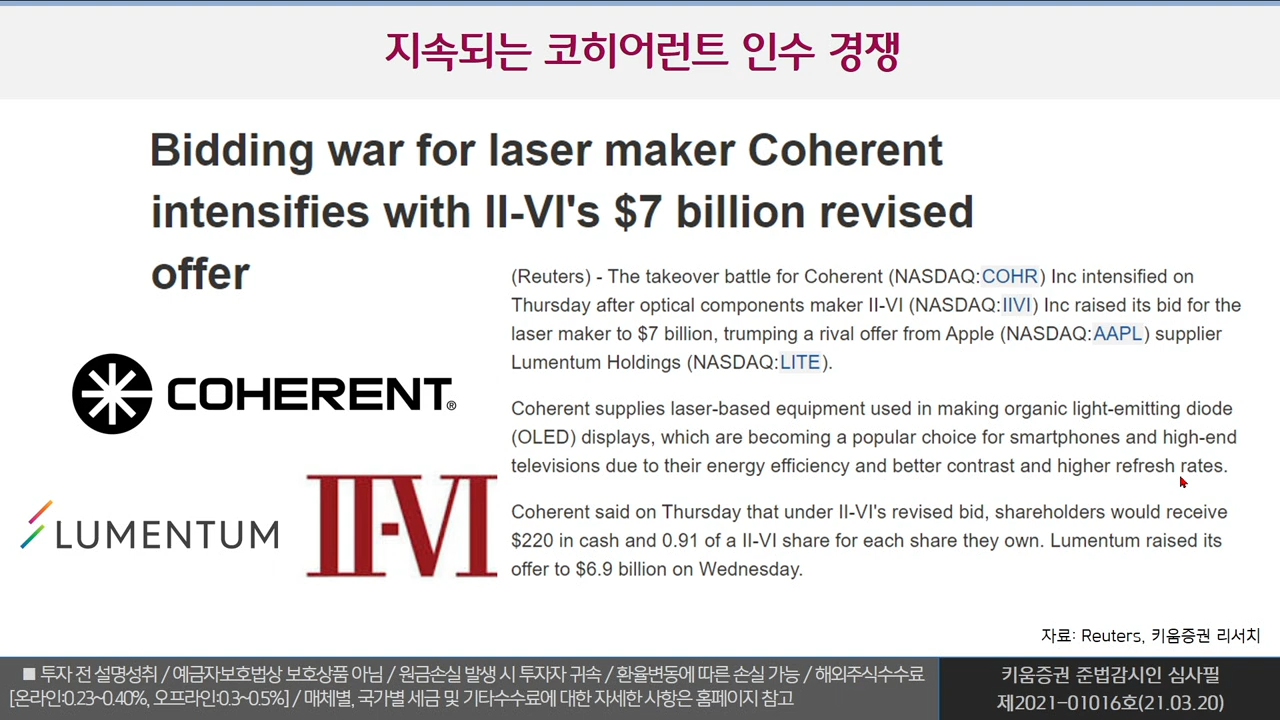 지속되는 코히어런트 인수 경쟁
Bidding war for laser maker Coherent
intensifies with II-VI's $7 billion revised
offer
(Reuters) - The takeover battle for Coherent (NASDAQ:COHR) Inc intensified on
Thursday after optical components maker II-VI (NASDAQ:IIVI) Inc raised its bid for the
laser maker to $7 billion, trumping a rival offer from Apple (NASDAQ:AAPL) supplier
Lumentum Holdings (NASDAQ:LITE).
Coherent supplies laser-based equipment used in making organic light-emitting diode
(OLED) displays, which are becoming a popular choice for smartphones and high-end
televisions due to their energy efficiency and better contrast and higher refresh rates.
Coherent said on Thursday that under II-VI's revised bid, shareholders would receive
$220 in cash and 0.91 of a II-VI share for each share they own. Lumentum raised its
offer to $6.9 billion on Wednesday.
COHERENT®
LUMENTUM
II-VI
자료: Reuters, 키움증권 리서치
■ 투자 전 설명성취 / 예금자보호법상 보호상품 아님 / 원금손실 발생 시 투자자 귀속 / 환율변동에 따른 손실 가능 / 해외주식수수료
[온라인:0.23~0.40%, 오프라인:0.3~0.5%] / 매체별, 국가별 세금 및 기타수수료에 대한 자세한 사항은 홈페이지 참고
키움증권 준법감시인 심사필
제2021-01016호(21.03.20)